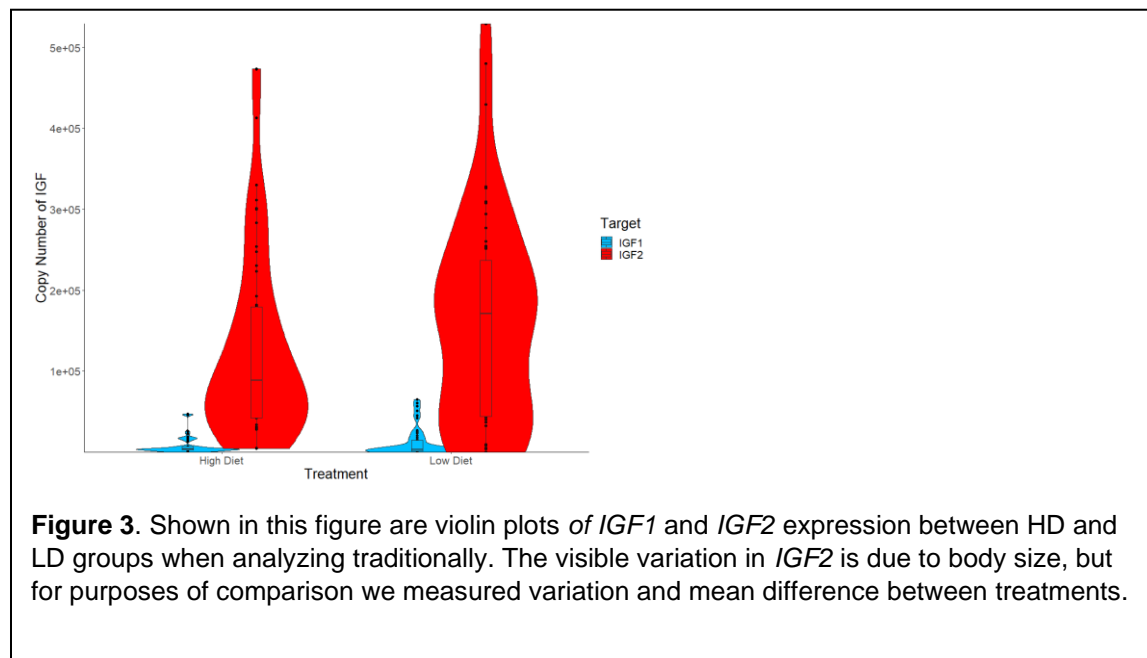 5e+05
4e+05
3e+05
2e+05
1e+05
Copy Number of IGF
High Diet
Low Diet
Treatment
Target
IGF1
IGF2
Figure 3. Shown in this figure are violin plots of IGF1 and IGF2 expression between HD and
LD groups when analyzing traditionally. The visible variation in IGF2 is due to body size, but
for purposes of comparison we measured variation and mean difference between treatments.